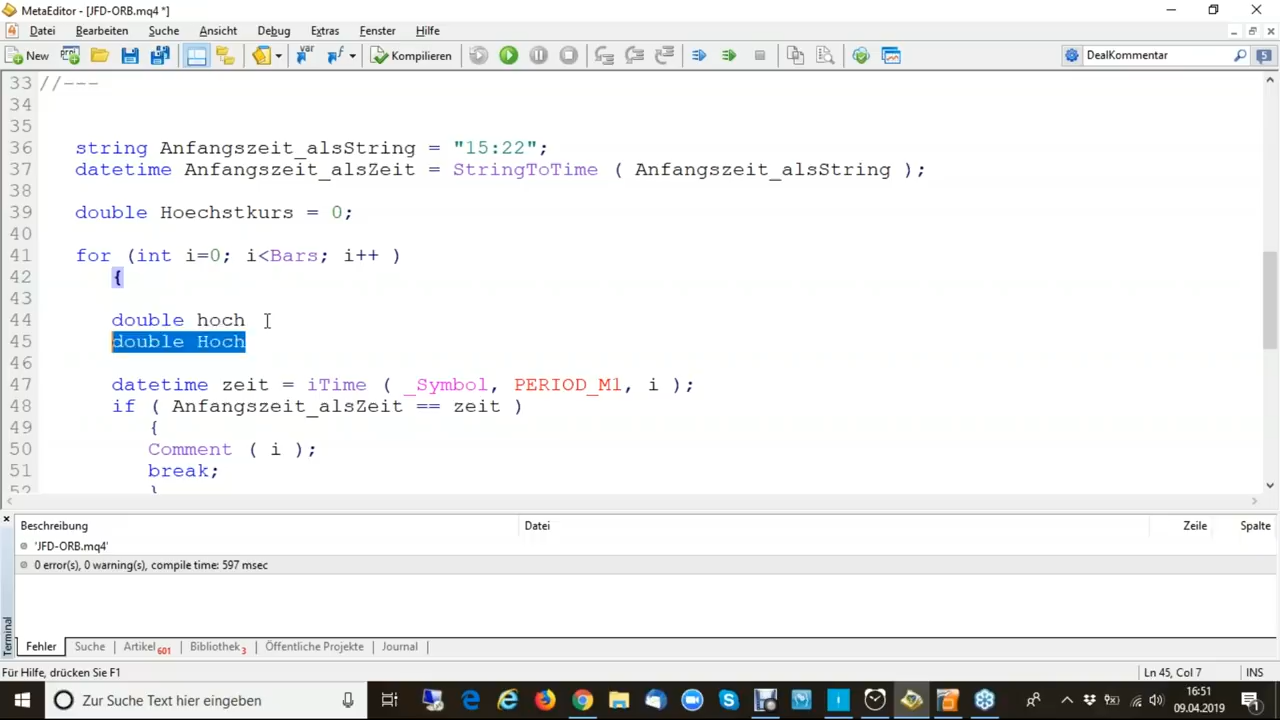 MetaEditor - [JFD-ORB.mq4 *]
Datei Bearbeiten Suche Ansicht Debug Extras Fenster Hilfe
New var Kompilieren DealKommentar 5
33 //---
34
35
36 string Anfangszeit_alsString = "15:22";
37 datetime Anfangszeit_alsZeit = StringToTime ( Anfangszeit_alsString );
38
39 double Hoechstkurs = 0;
40
41 for (int i=0; i<Bars; i++ )
42 {
43
44 double hoch
45 double Hoch
46
47 datetime zeit = iTime ( _Symbol, PERIOD_M1, i );
48 if ( Anfangszeit_alsZeit == zeit )
49 {
50 Comment ( i );
51 break;
52 }
Beschreibung Datei Zeile Spalte
'JFD-ORB.mq4'
0 error(s), 0 warning(s), compile time: 597 msec
Terminal
Fehler Suche Artikel 601 Bibliothek 3 Öffentliche Projekte Journal
Für Hilfe, drücken Sie F1 Ln 45, Col 7 INS
Zur Suche Text hier eingeben 16:51
09.04.2019